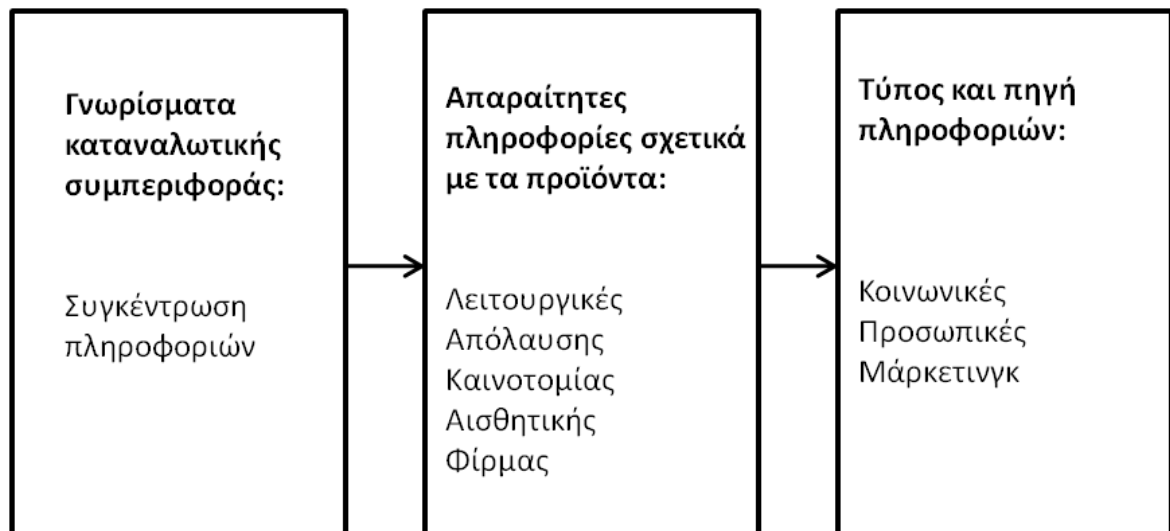 Γνωρίσματα
καταναλωτικής
συμπεριφοράς:
Συγκέντρωση
πληροφοριών
Απαραίτητες
πληροφορίες σχετικά
με τα προϊόντα:
Λειτουργικές
Απόλαυσης
Καινοτομίας
Αισθητικής
Φίρμας
Τύπος και πηγή
πληροφοριών:
Κοινωνικές
Προσωπικές
Μάρκετινγκ